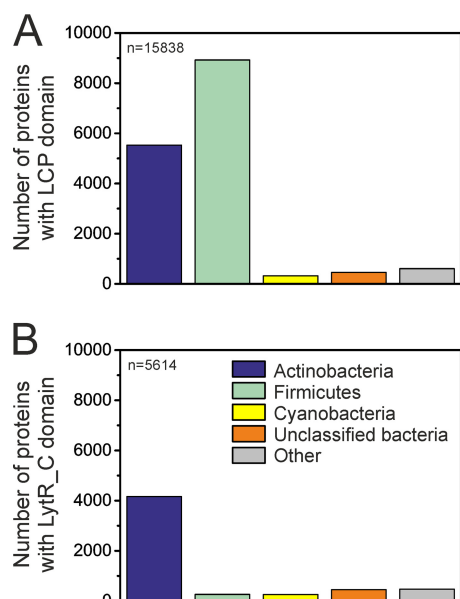 A
Number of proteins
with LCP domain
10000
8000
6000
4000
2000
0
n=15838
B
Number of proteins
with LytR_C domain
10000
8000
6000
4000
2000
0
n=5614
Actinobacteria
Firmicutes
Cyanobacteria
Unclassified bacteria
Other